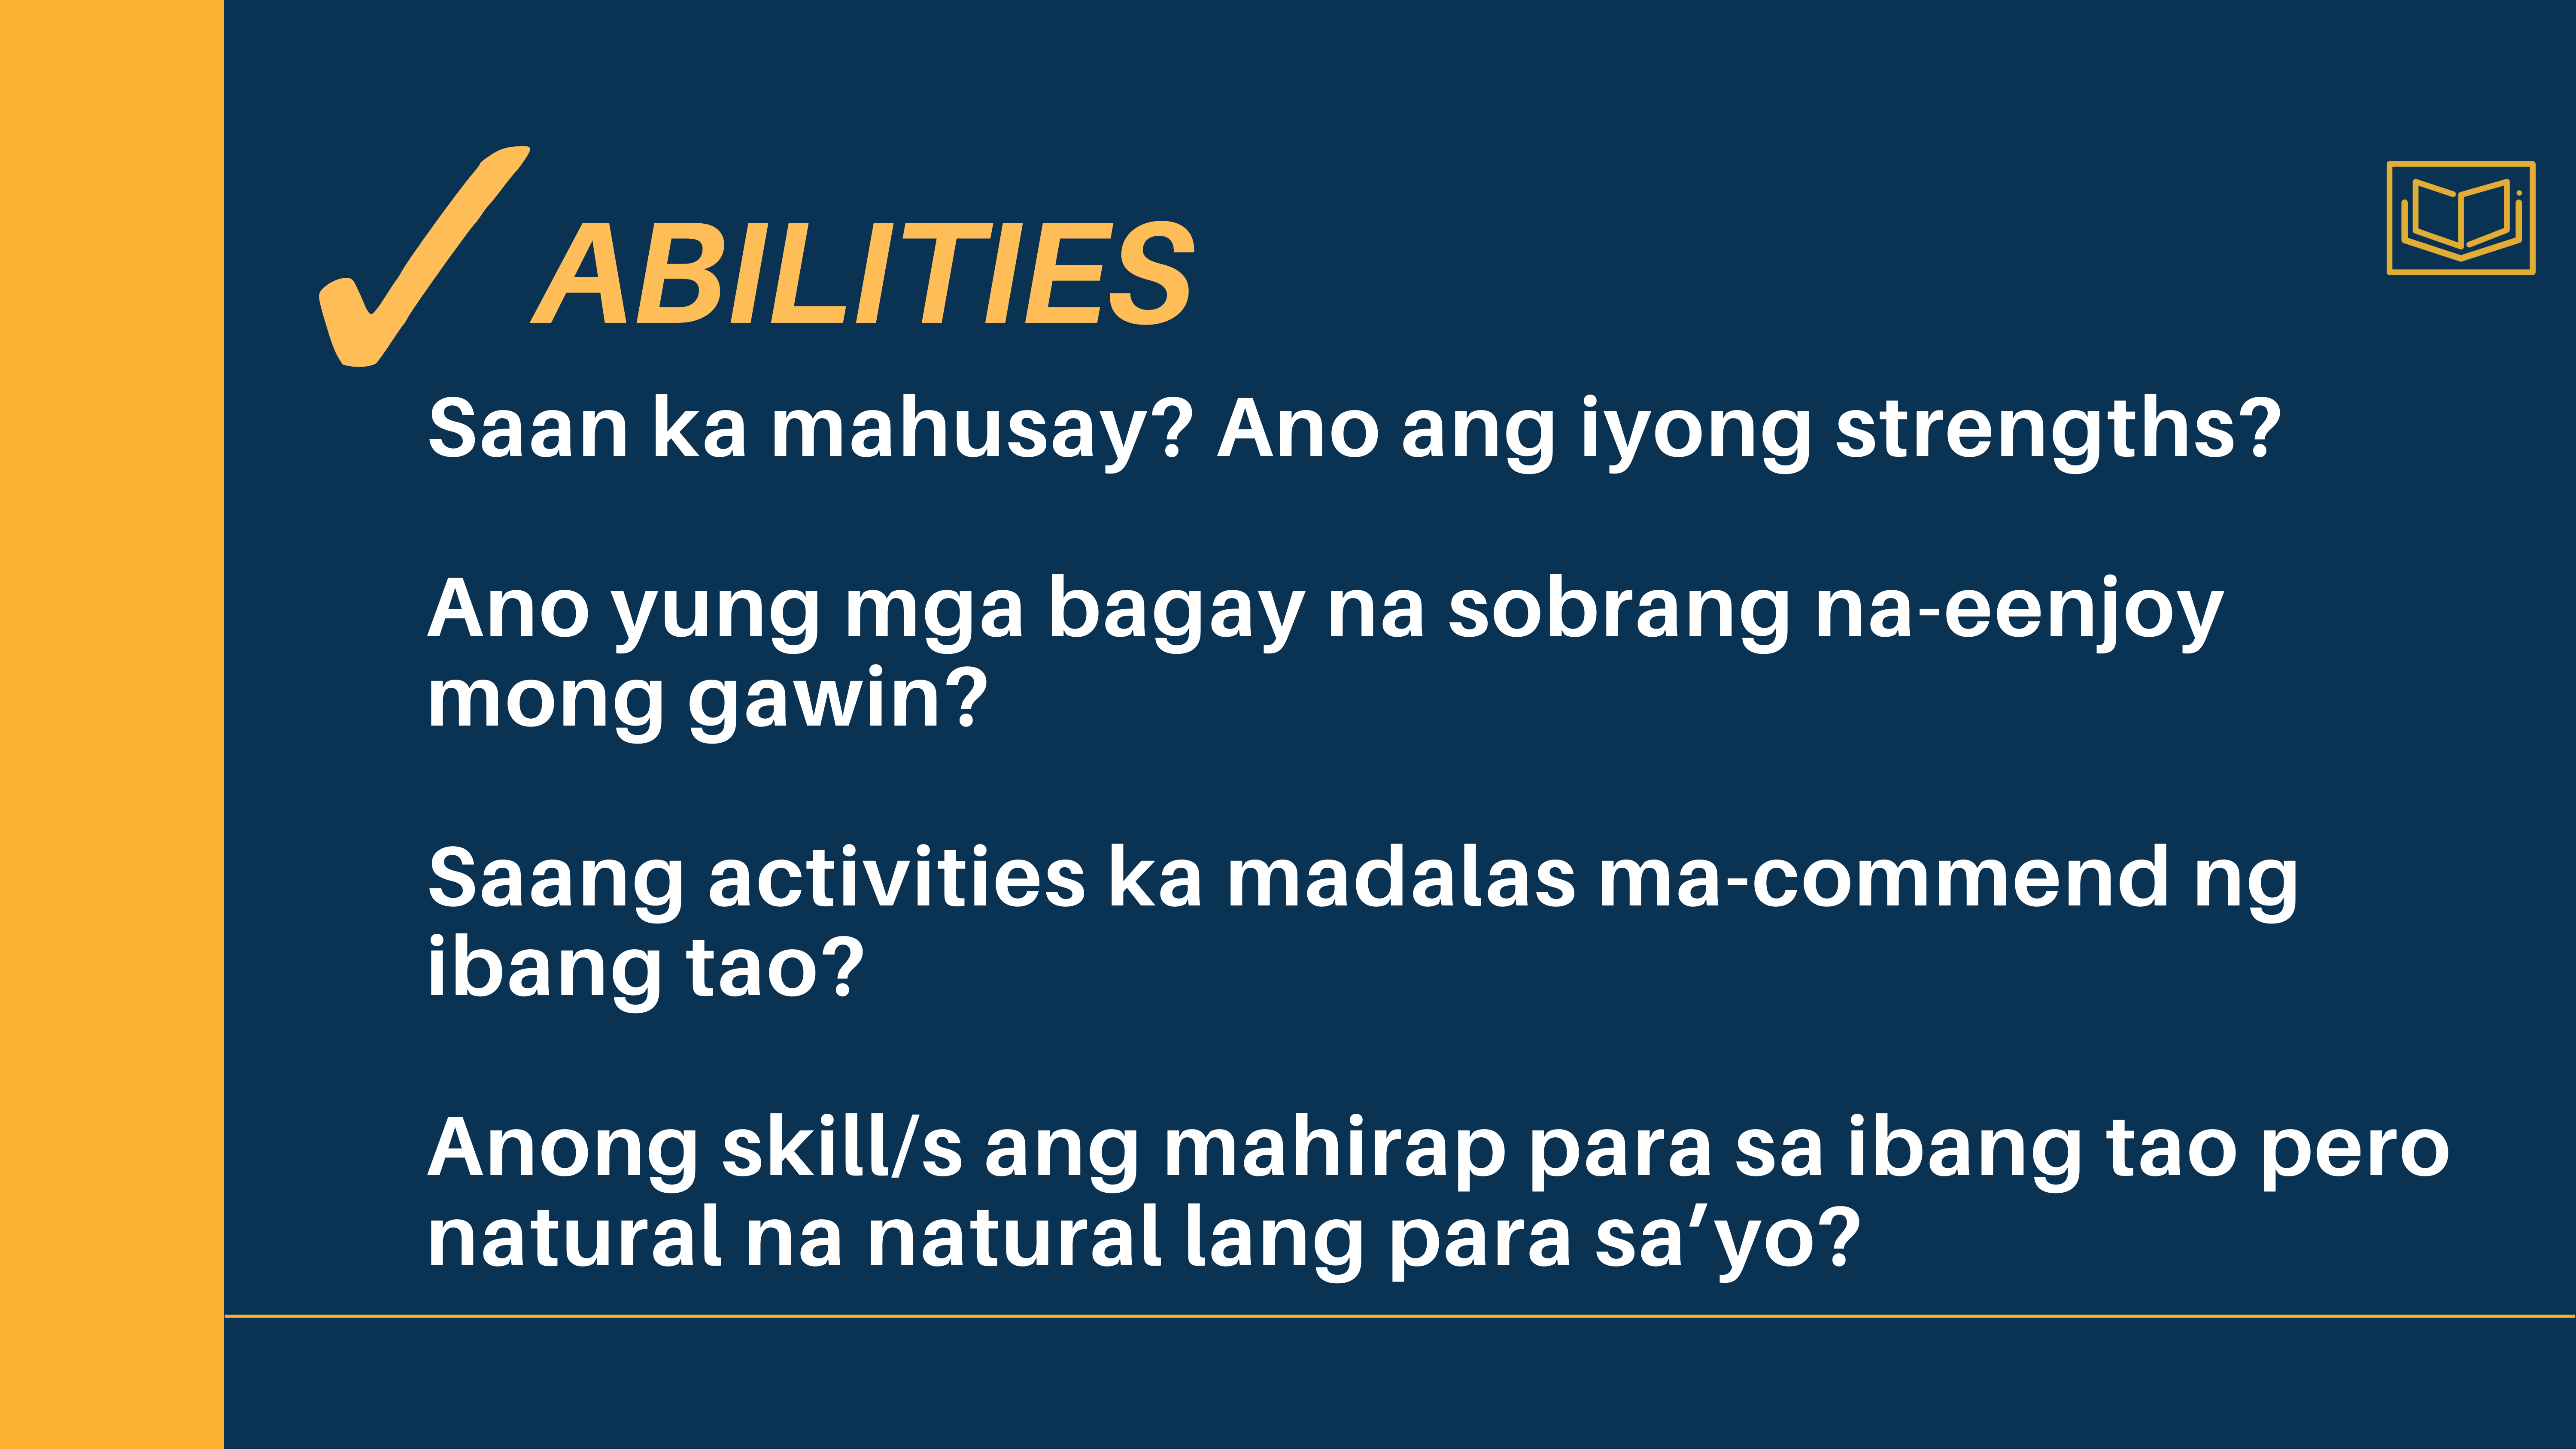 ABILITIES
Saan ka mahusay? Ano ang iyong strengths?
Ano yung mga bagay na sobrang na-eenjoy
mong gawin?
Saang activities ka madalas ma-commend ng
ibang tao?
Anong skill/s ang mahirap para sa ibang tao pero
natural na natural lang para sa’yo?